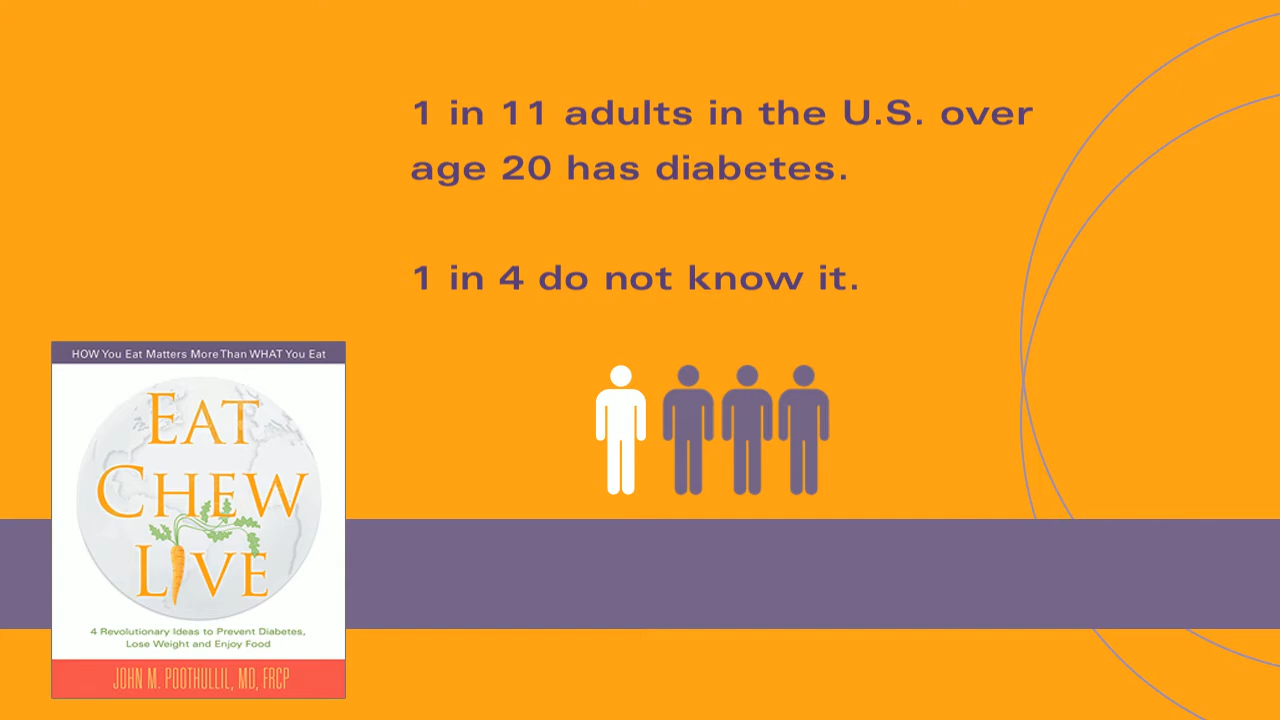 1 in 11 adults in the U.S. over
age 20 has diabetes.
1 in 4 do not know it.
HOW You Eat Matters More Than WHAT You Eat
EAT
CHEW
LIVE
4 Revolutionary Ideas to Prevent Diabetes,
Lose Weight and Enjoy Food
JOHN M. POOTHULLIL, MD, FRCP